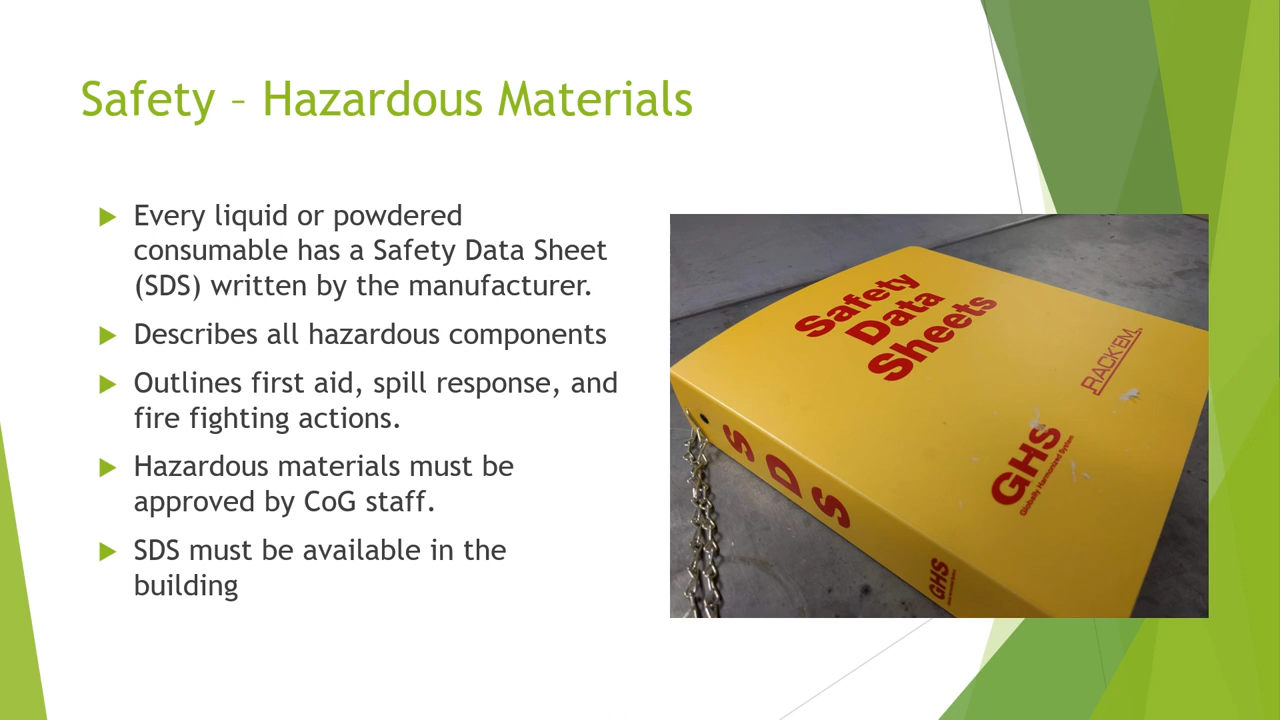 Safety – Hazardous Materials
Every liquid or powdered
consumable has a Safety Data Sheet
(SDS) written by the manufacturer.
Describes all hazardous components
Outlines first aid, spill response, and
fire fighting actions.
Hazardous materials must be
approved by CoG staff.
SDS must be available in the
building
Safety
Data
Sheets
RACK'EM
GHS
Globally Harmonized System
SDS
GHS